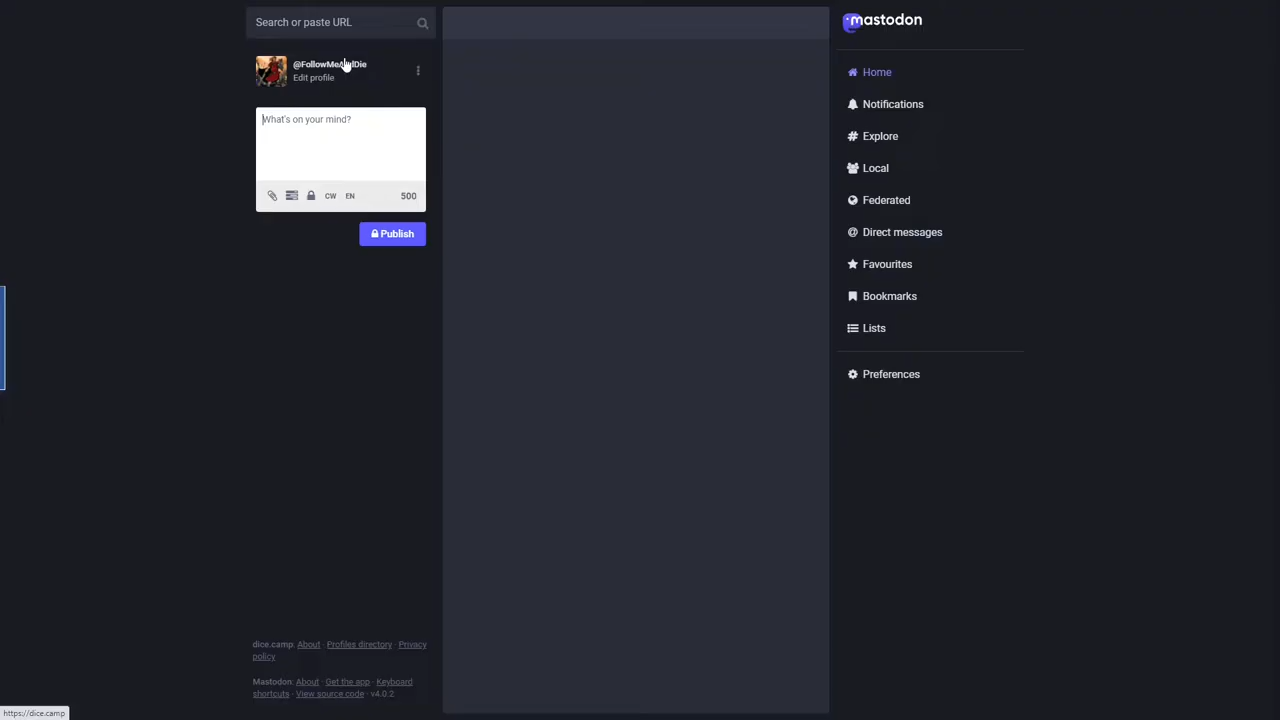 Search or paste URL
@FollowMeAndDie
Edit profile
What's on your mind?
CW EN 500
Publish
dice.camp: About · Profiles directory · Privacy
policy
Mastodon: About · Get the app · Keyboard
shortcuts · View source code · v4.0.2
https://dice.camp
mastodon
Home
Notifications
Explore
Local
Federated
Direct messages
Favourites
Bookmarks
Lists
Preferences